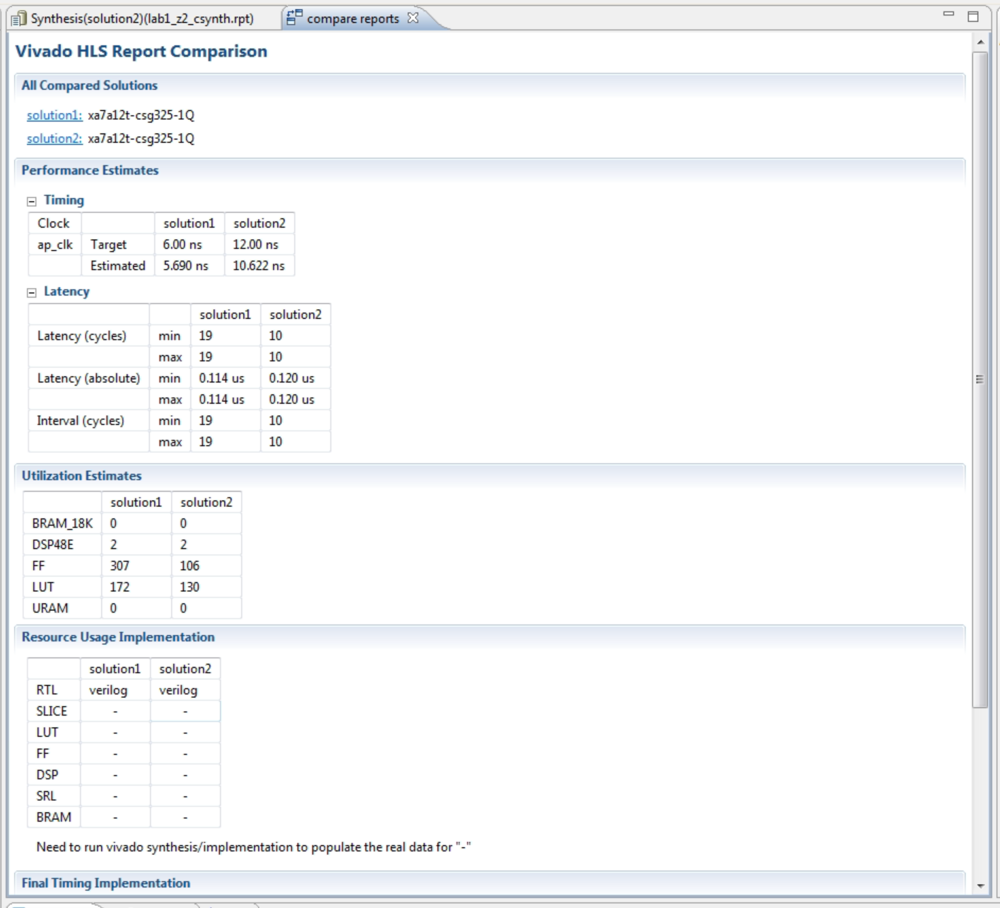 Synthesis(solution2)(lab1_z2_csynth.rpt) compare reports
Vivado HLS Report Comparison
All Compared Solutions
solution1: xa7a12t-csg325-1Q
solution2: xa7a12t-csg325-1Q
Performance Estimates
Timing
Clock solution1 solution2
ap_clk Target 6.00 ns 12.00 ns
Estimated 5.690 ns 10.622 ns
Latency
solution1 solution2
Latency (cycles) min 19 10
max 19 10
Latency (absolute) min 0.114 us 0.120 us
max 0.114 us 0.120 us
Interval (cycles) min 19 10
max 19 10
Utilization Estimates
solution1 solution2
BRAM_18K 0 0
DSP48E 2 2
FF 307 106
LUT 172 130
URAM 0 0
Resource Usage Implementation
solution1 solution2
RTL verilog verilog
SLICE - -
LUT - -
FF - -
DSP - -
SRL - -
BRAM - -
Need to run vivado synthesis/implementation to populate the real data for "-"
Final Timing Implementation